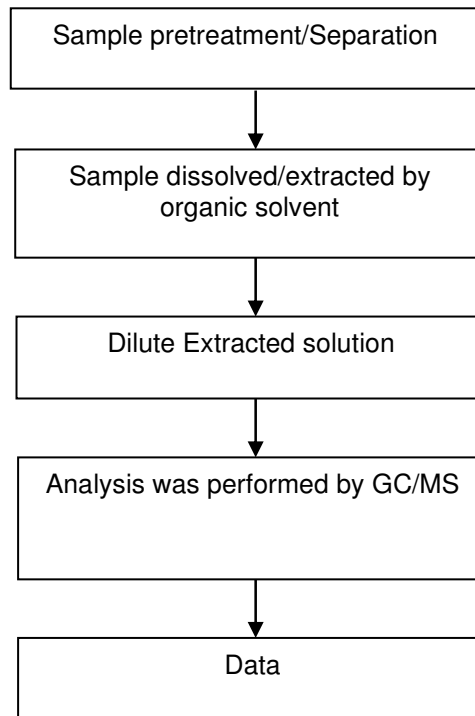 Sample pretreatment/Separation
Sample dissolved/extracted by
organic solvent
Dilute Extracted solution
Analysis was performed by GC/MS
Data